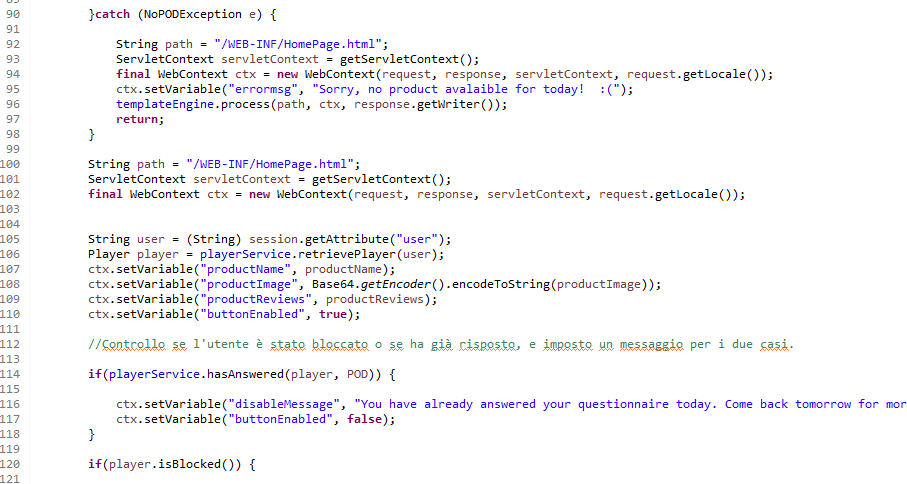 90 }catch (NoPODException e) {
91
92 String path = "/WEB-INF/HomePage.html";
93 ServletContext servletContext = getServletContext();
94 final WebContext ctx = new WebContext(request, response, servletContext, request.getLocale());
95 ctx.setVariable("errormsg", "Sorry, no product avalaible for today!  :(");
96 templateEngine.process(path, ctx, response.getWriter());
97 return;
98 }
99
100 String path = "/WEB-INF/HomePage.html";
101 ServletContext servletContext = getServletContext();
102 final WebContext ctx = new WebContext(request, response, servletContext, request.getLocale());
103
104
105 String user = (String) session.getAttribute("user");
106 Player player = playerService.retrievePlayer(user);
107 ctx.setVariable("productName", productName);
108 ctx.setVariable("productImage", Base64.getEncoder().encodeToString(productImage));
109 ctx.setVariable("productReviews", productReviews);
110 ctx.setVariable("buttonEnabled", true);
111
112 //Controllo se l'utente è stato bloccato o se ha già risposto, e imposto un messaggio per i due casi.
113
114 if(playerService.hasAnswered(player, POD)) {
115
116 ctx.setVariable("disableMessage", "You have already answered your questionnaire today. Come back tomorrow for mor
117 ctx.setVariable("buttonEnabled", false);
118 }
119
120 if(player.isBlocked()) {
121